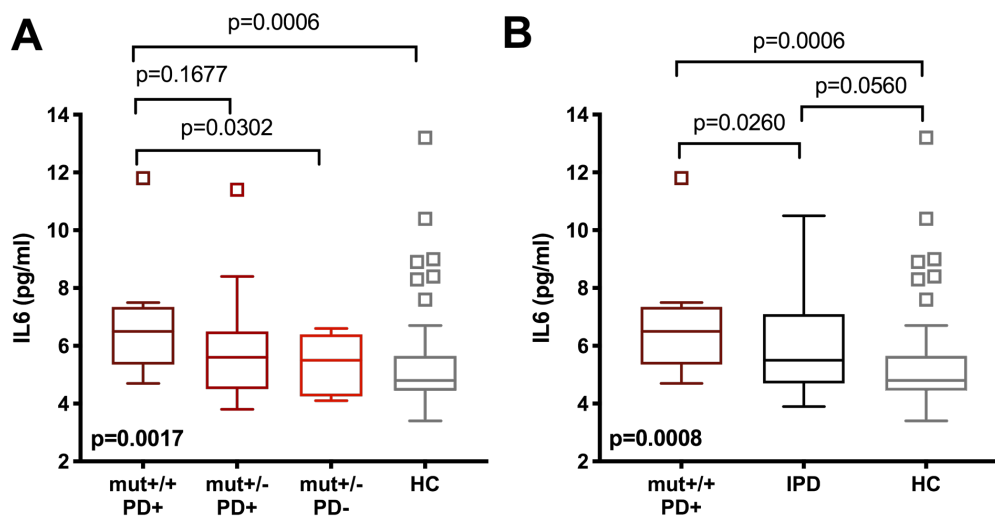 A
p=0.0006
p=0.1677
p=0.0302
IL6 (pg/ml)
14
12
10
8
6
4
2
p=0.0017
mut+/+
PD+
mut+/-
PD+
mut+/-
PD-
HC
B
p=0.0006
p=0.0560
p=0.0260
IL6 (pg/ml)
14
12
10
8
6
4
2
p=0.0008
mut+/+
PD+
IPD
HC